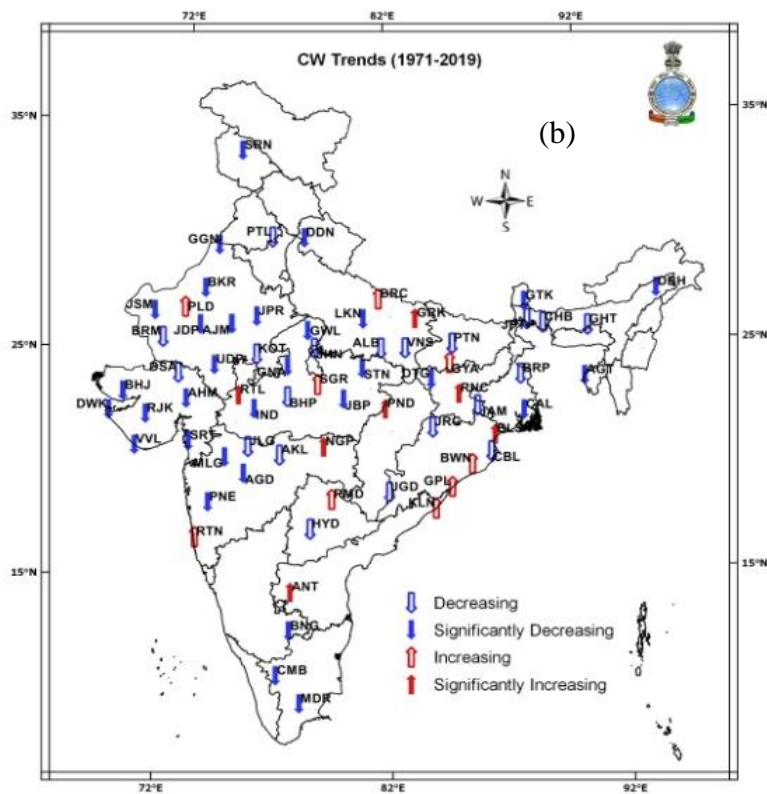 72°E 82°E 92°E
CW Trends (1971-2019)
35°N 35°N
(b)
SRN
N
W E
S
PTL DDN
GGN
BKR DBH
BRC GTK
JSM PLD
JPR LKN GRK
JDP AJM CHB GHT
BRM GWL
25°N KOT ALB VNS PTN 25°N
DSA UDP GNA STN DTG GYA BRP AGT
BHJ SGR
AHM RTL RNC
DWK RJK IND BHP JBP PND JAM CAL
JRG
VVL SRT JLG AKL NGP BLS
MLG BWN CBL
AGD
PNE RMD JGD GPL
KLN
RTN HYD
15°N 15°N
ANT
Decreasing
BNG Significantly Decreasing
CMB Increasing
MDR Significantly Increasing
72°E 82°E 92°E